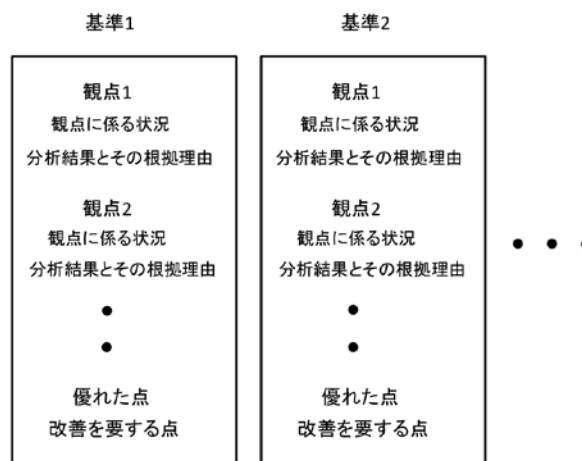 基準1
観点1
観点に係る状況
分析結果とその根拠理由
観点2
観点に係る状況
分析結果とその根拠理由
優れた点
改善を要する点
基準2
観点1
観点に係る状況
分析結果とその根拠理由
観点2
観点に係る状況
分析結果とその根拠理由
優れた点
改善を要する点